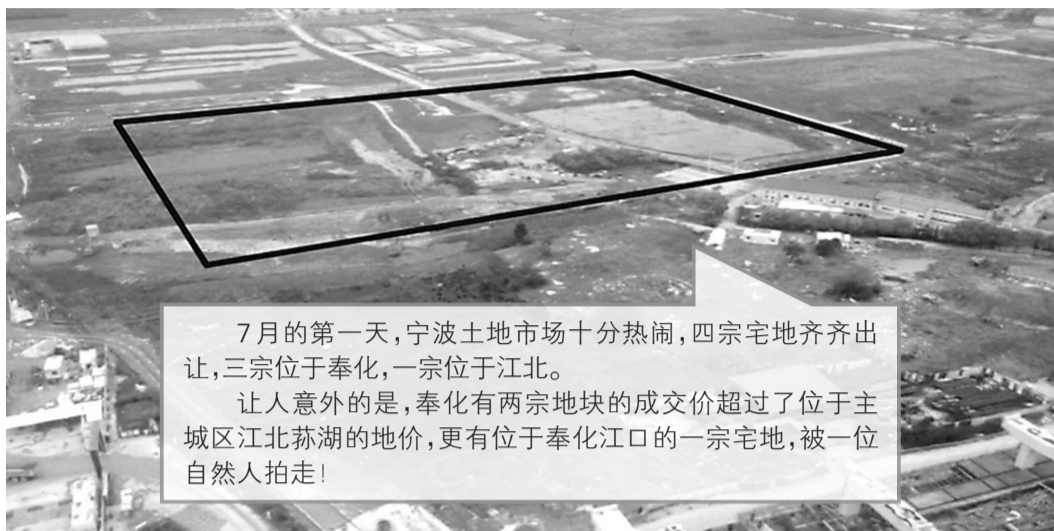 7月的第一天,宁波土地市场十分热闹,四宗宅地齐齐出
让,三宗位于奉化,一宗位于江北。
让人意外的是,奉化有两宗地块的成交价超过了位于主
城区江北荪湖的地价,更有位于奉化江口的一宗宅地,被一位
自然人拍走!